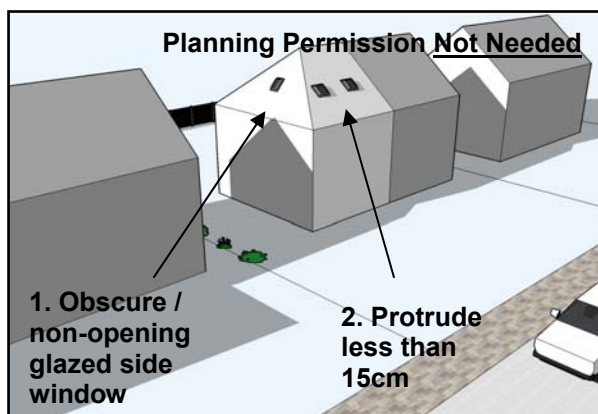 Planning Permission Not Needed
1. Obscure /
non-opening
glazed side
window
2. Protrude
less than
15cm